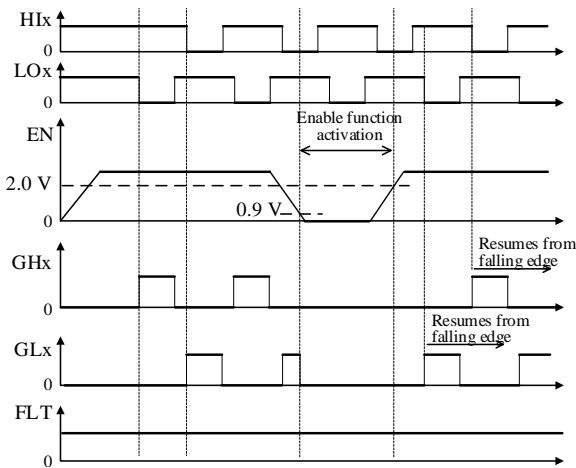 HIx
0
LOx
0
Enable function
activation
EN
2.0 V
0.9 V
0
Resumes from
falling edge
GHx
0
Resumes from
falling edge
GLx
0
FLT
0